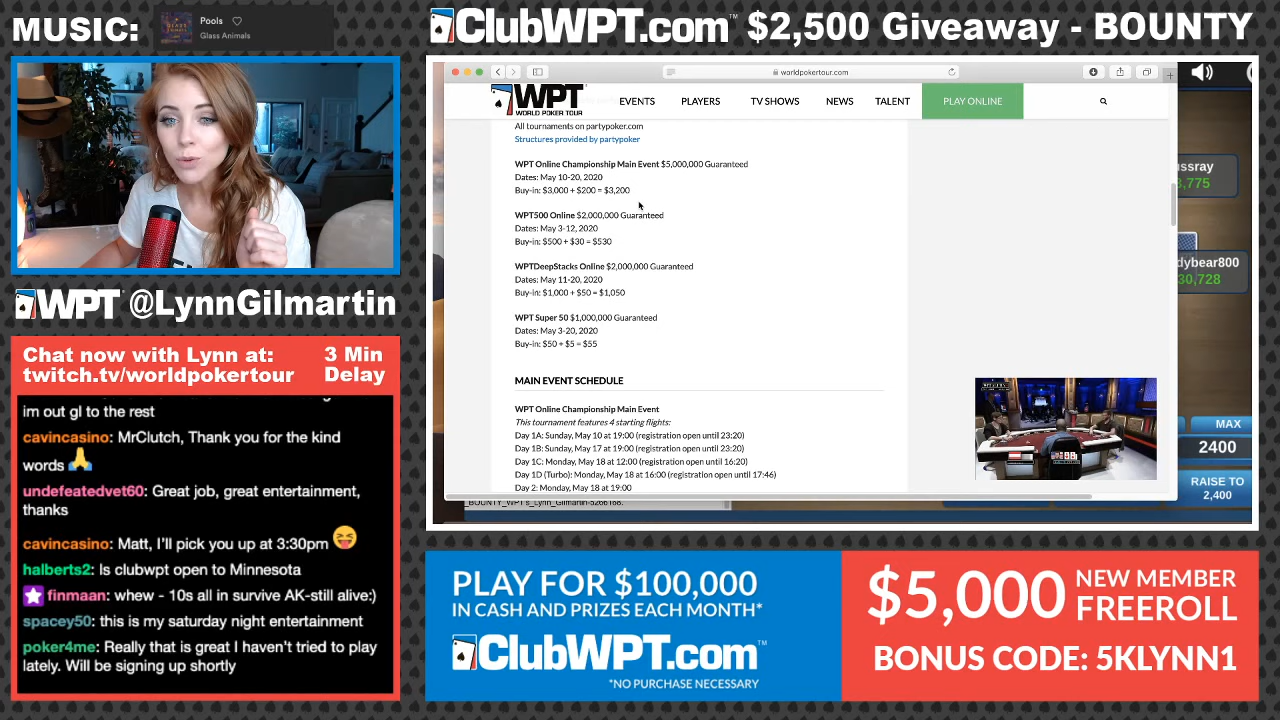 MUSIC:
Pools
Glass Animals
ClubWPT.com™ $2,500 Giveaway - BOUNTY
WPT @LynnGilmartin
Chat now with Lynn at:
twitch.tv/worldpokertour
3 Min
Delay
im out gl to the rest
cavincasino: MrClutch, Thank you for the kind
words 🙏
undefeatedvet60: Great job, great entertainment,
thanks
cavincasino: Matt, I'll pick you up at 3:30pm 😝
halberts2: Is clubwpt open to Minnesota
finmaan: whew - 10s all in survive AK-still alive:)
spacey50: this is my saturday night entertainment
poker4me: Really that is great I haven't tried to play
lately. Will be signing up shortly
worldpokertour.com
WPT
WORLD POKER TOUR
EVENTS
PLAYERS
TV SHOWS
NEWS
TALENT
PLAY ONLINE
All tournaments on partypoker.com
Structures provided by partypoker
WPT Online Championship Main Event $5,000,000 Guaranteed
Dates: May 10-20, 2020
Buy-in: $3,000 + $200 = $3,200
WPT500 Online $2,000,000 Guaranteed
Dates: May 3-12, 2020
Buy-in: $500 + $30 = $530
WPTDeepStacks Online $2,000,000 Guaranteed
Dates: May 11-20, 2020
Buy-in: $1,000 + $50 = $1,050
WPT Super 50 $1,000,000 Guaranteed
Dates: May 3-20, 2020
Buy-in: $50 + $5 = $55
MAIN EVENT SCHEDULE
WPT Online Championship Main Event
This tournament features 4 starting flights:
Day 1A: Sunday, May 10 at 19:00 (registration open until 23:20)
Day 1B: Sunday, May 17 at 19:00 (registration open until 23:20)
Day 1C: Monday, May 18 at 12:00 (registration open until 16:20)
Day 1D (Turbo): Monday, May 18 at 16:00 (registration open until 17:46)
Day 2: Monday, May 18 at 19:00
ussray
3,775
dybear800
30,728
MAX
2400
RAISE TO
2,400
PLAY FOR $100,000
IN CASH AND PRIZES EACH MONTH*
ClubWPT.com™
*NO PURCHASE NECESSARY
$5,000 NEW MEMBER
FREEROLL
BONUS CODE: 5KLYNN1